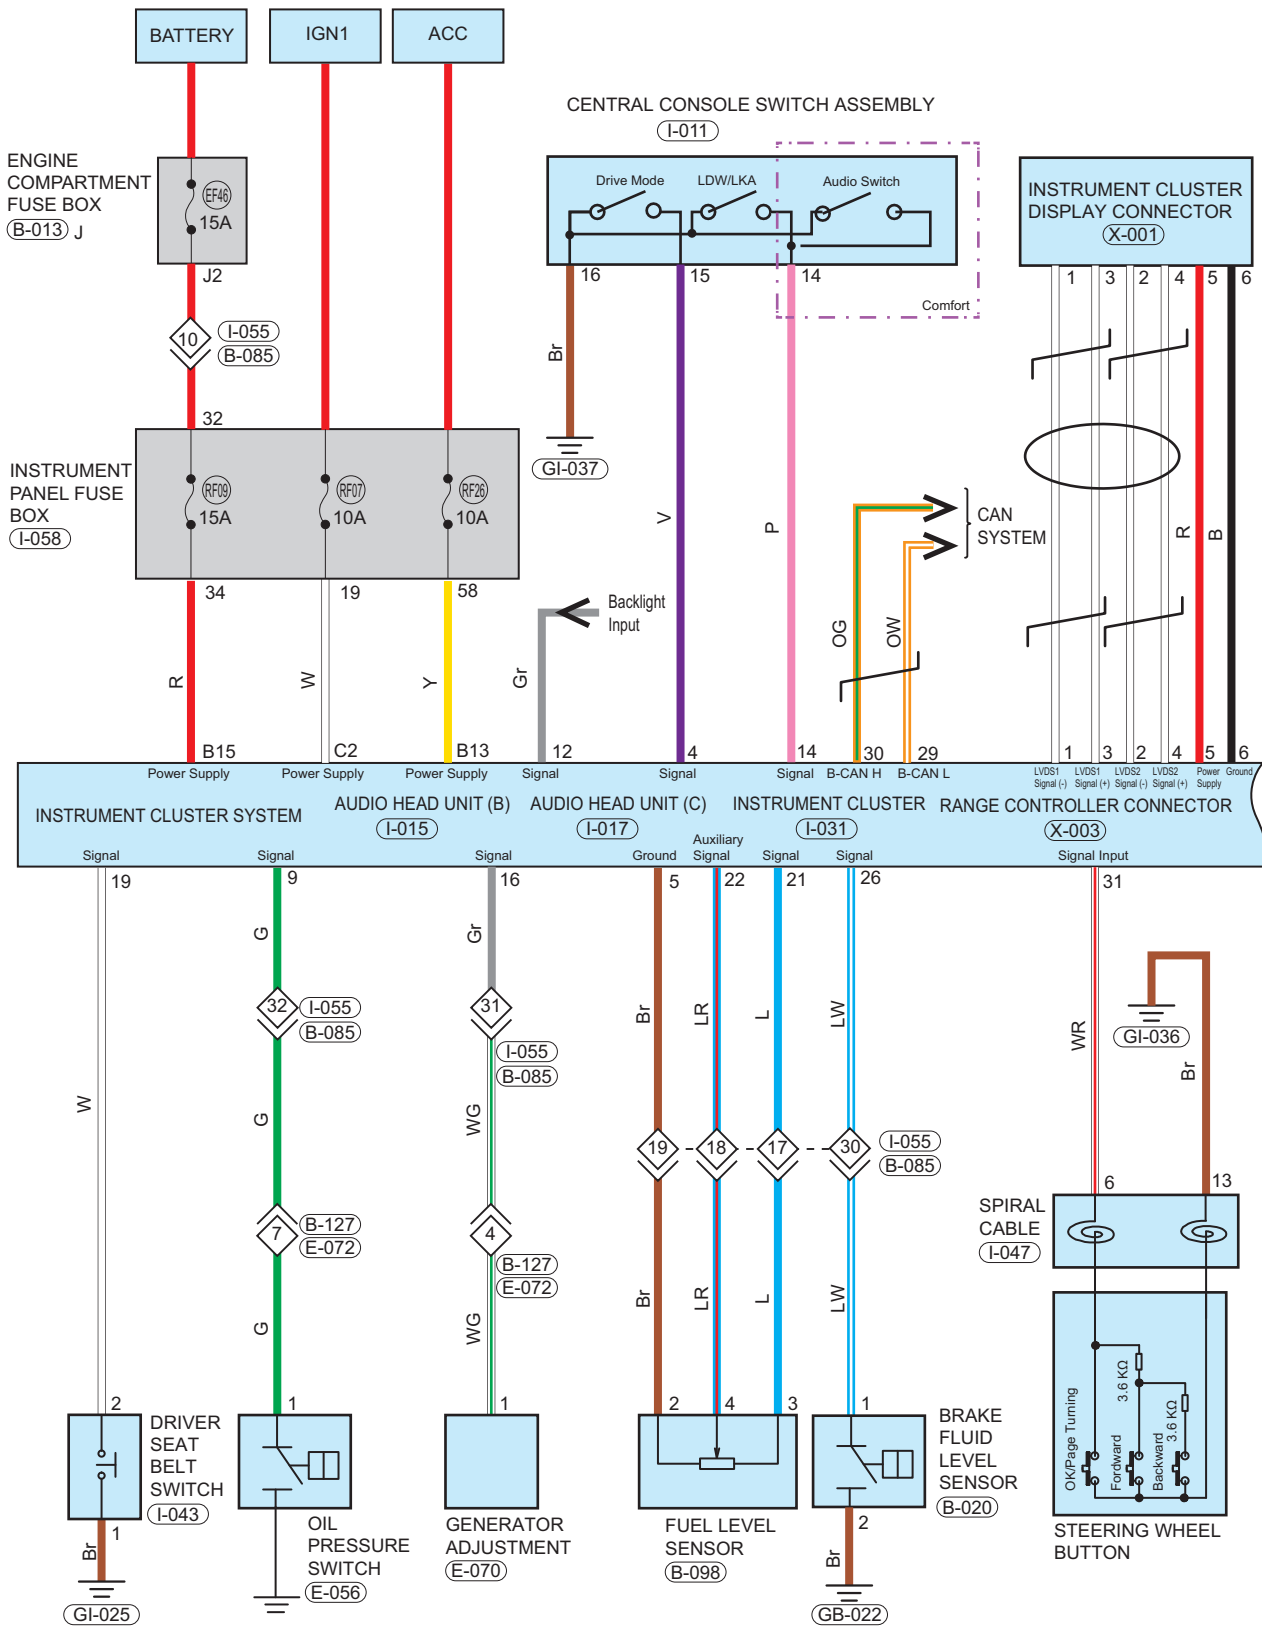 BATTERY
IGN1
ACC
CENTRAL CONSOLE SWITCH ASSEMBLY
I-011
ENGINE
COMPARTMENT
FUSE BOX
B-013 J
EF46
15A
J2
Drive Mode
LDW/LKA
Audio Switch
16
15
14
Comfort
INSTRUMENT CLUSTER
DISPLAY CONNECTOR
X-001
1
3
2
4
5
6
10
I-055
B-085
32
Br
GI-037
INSTRUMENT
PANEL FUSE
BOX
I-058
RF09
15A
RF07
10A
RF26
10A
34
19
58
V
P
CAN
SYSTEM
R
B
Backlight
Input
OG
OW
R
W
Y
Gr
B15
C2
B13
12
4
14
30
29
1
3
2
4
5
6
Power Supply
Power Supply
Power Supply
Signal
Signal
Signal
B-CAN H
B-CAN L
LVDS1
Signal (-)
LVDS1
Signal (+)
LVDS2
Signal (-)
LVDS2
Signal (+)
Power
Supply
Ground
INSTRUMENT CLUSTER SYSTEM
AUDIO HEAD UNIT (B)
I-015
AUDIO HEAD UNIT (C)
I-017
INSTRUMENT CLUSTER
I-031
RANGE CONTROLLER CONNECTOR
X-003
Signal
Signal
Signal
Ground
Auxiliary
Signal
Signal
Signal
Signal Input
19
9
16
5
22
21
26
31
G
Gr
32
I-055
B-085
31
I-055
B-085
Br
LR
L
LW
WR
GI-036
Br
W
G
WG
19
18
17
30
I-055
B-085
7
B-127
E-072
4
B-127
E-072
6
13
SPIRAL
CABLE
I-047
G
WG
Br
LR
L
LW
2
1
1
2
4
3
1
DRIVER
SEAT
BELT
SWITCH
I-043
1
Br
GI-025
OIL
PRESSURE
SWITCH
E-056
GENERATOR
ADJUSTMENT
E-070
FUEL LEVEL
SENSOR
B-098
BRAKE
FLUID
LEVEL
SENSOR
B-020
2
Br
GB-022
3.6 KΩ
3.6 KΩ
OK/Page Turning
Fordward
Backward
STEERING WHEEL
BUTTON